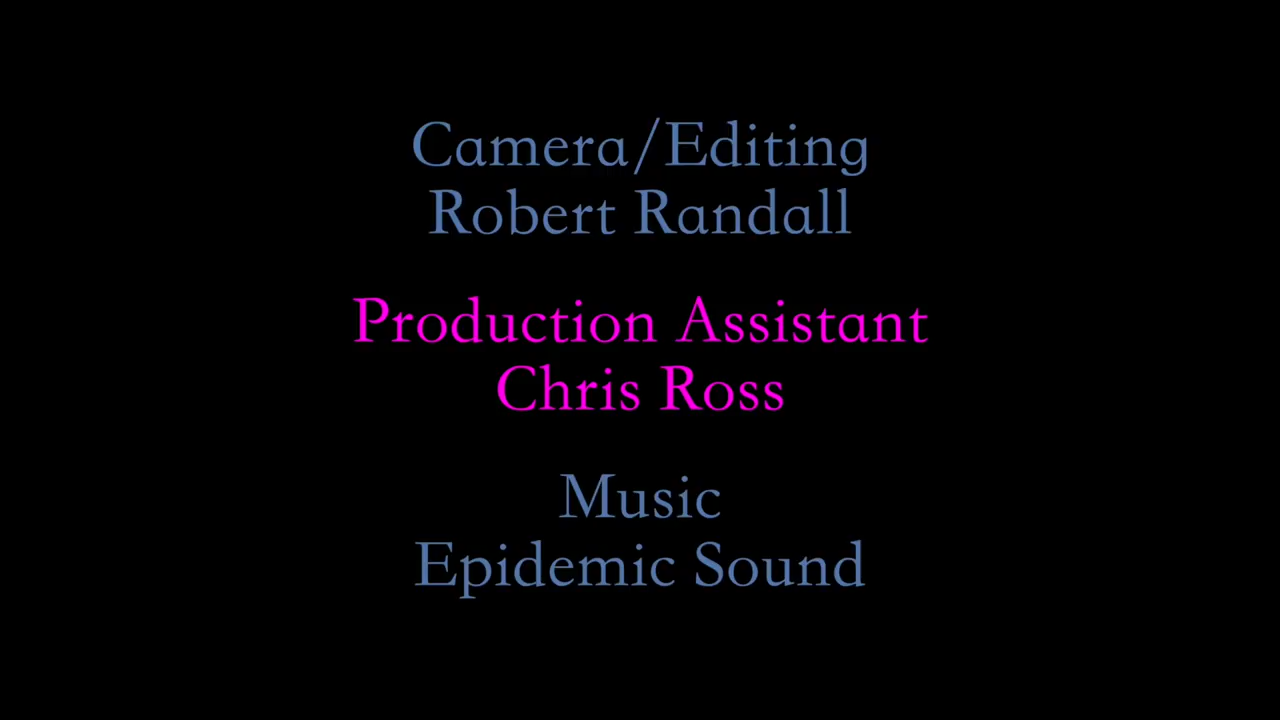 Camera/Editing
Robert Randall
Production Assistant
Chris Ross
Music
Epidemic Sound